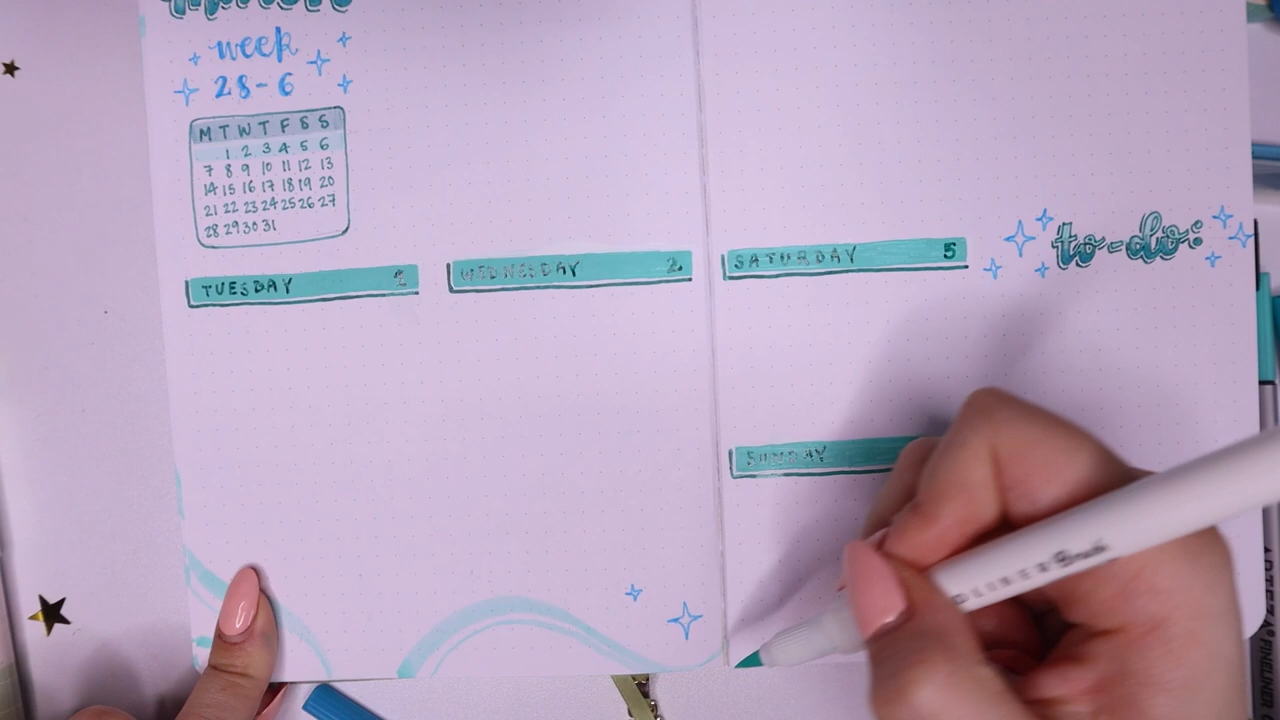 week
28-6
M T W T F S S
1 2 3 4 5 6
7 8 9 10 11 12 13
14 15 16 17 18 19 20
21 22 23 24 25 26 27
28 29 30 31
TUESDAY 1
WEDNESDAY 2
SATURDAY 5
to-do:
SUNDAY